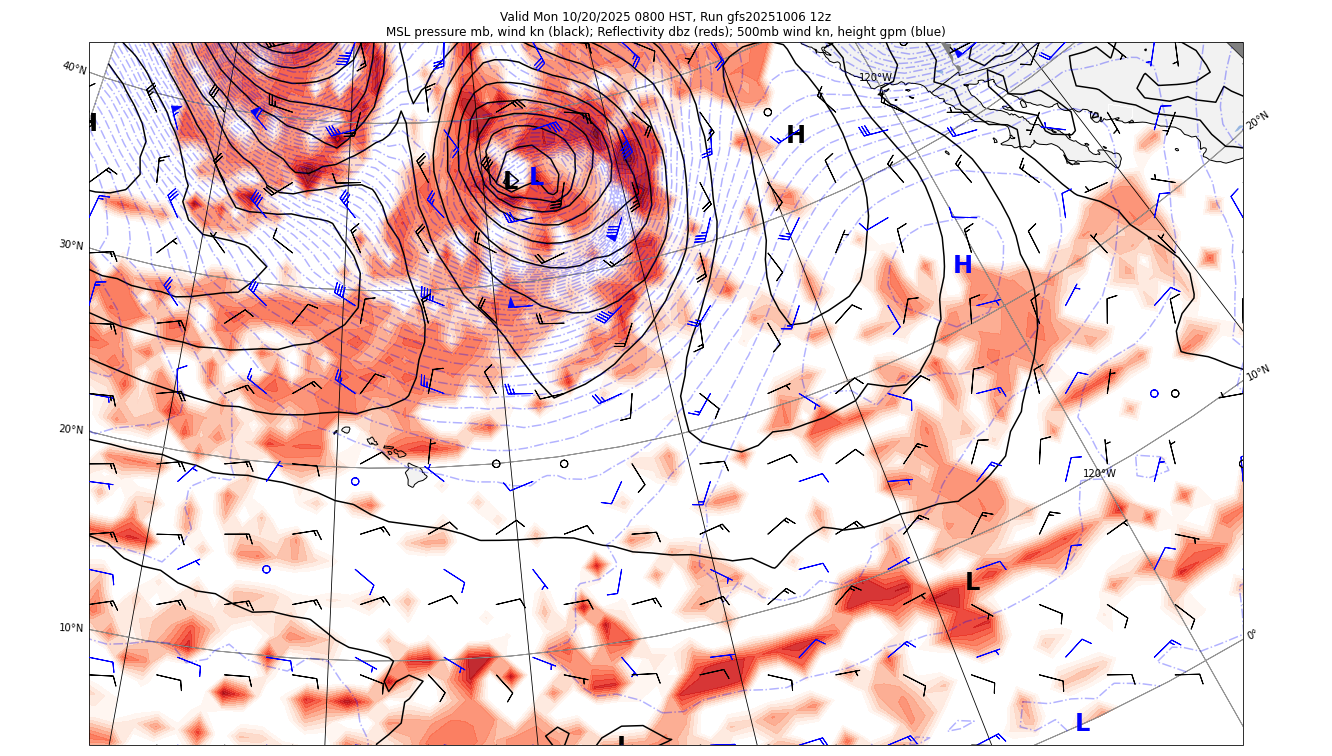 Valid Mon 10/20/2025 0800 HST, Run gfs20251006 12z
MSL pressure mb, wind kn (black); Reflectivity dbz (reds); 500mb wind kn, height gpm (blue)
40°N
120°W
20°N
H
H
L L
30°N
H
10°N
20°N
120°W
L
10°N
0°
L
L